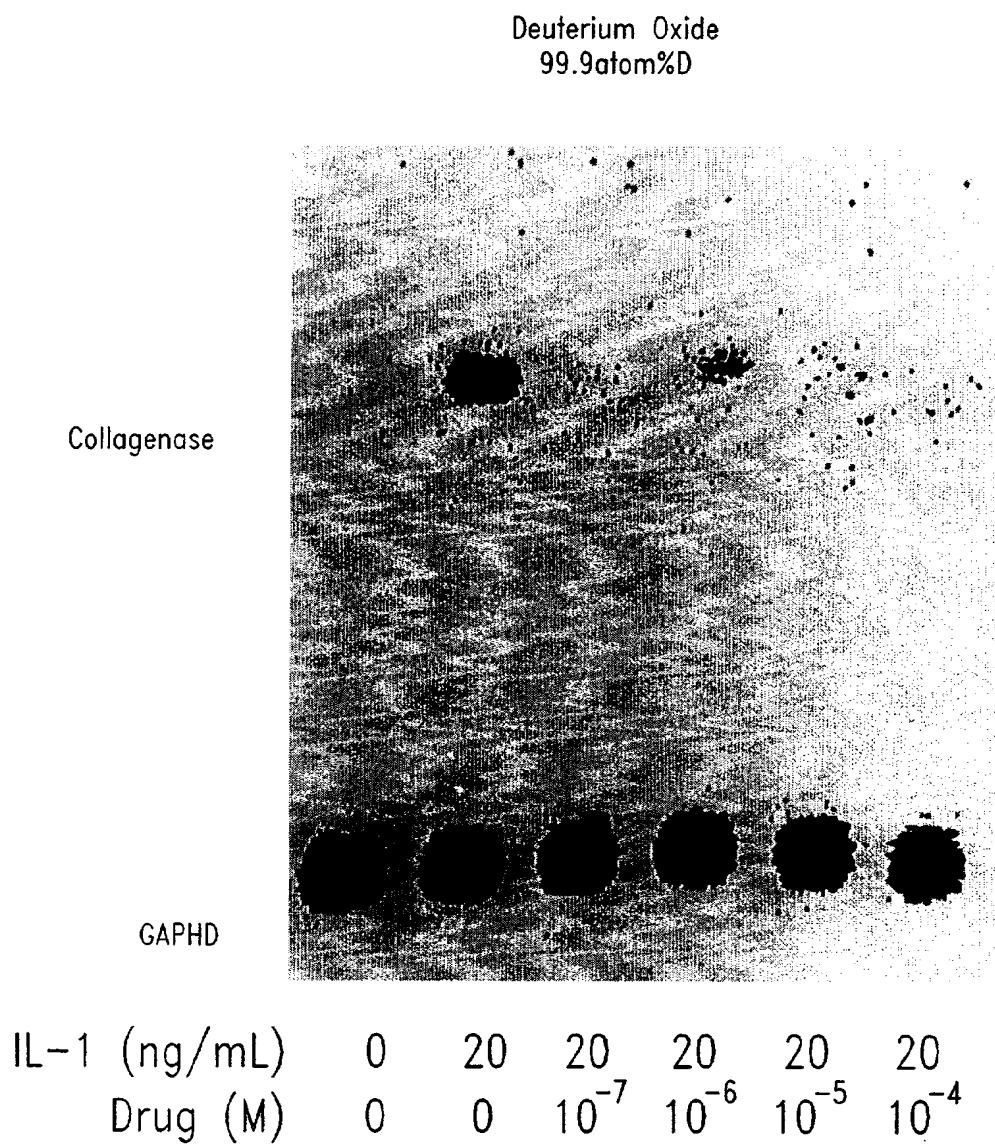 Deuterium Oxide
99.9atom%D
Collagenase
GAPHD
IL-1 (ng/mL) 0 20 20 20 20 20
Drug (M) 0 0 10⁻⁷ 10⁻⁶ 10⁻⁵ 10⁻⁴